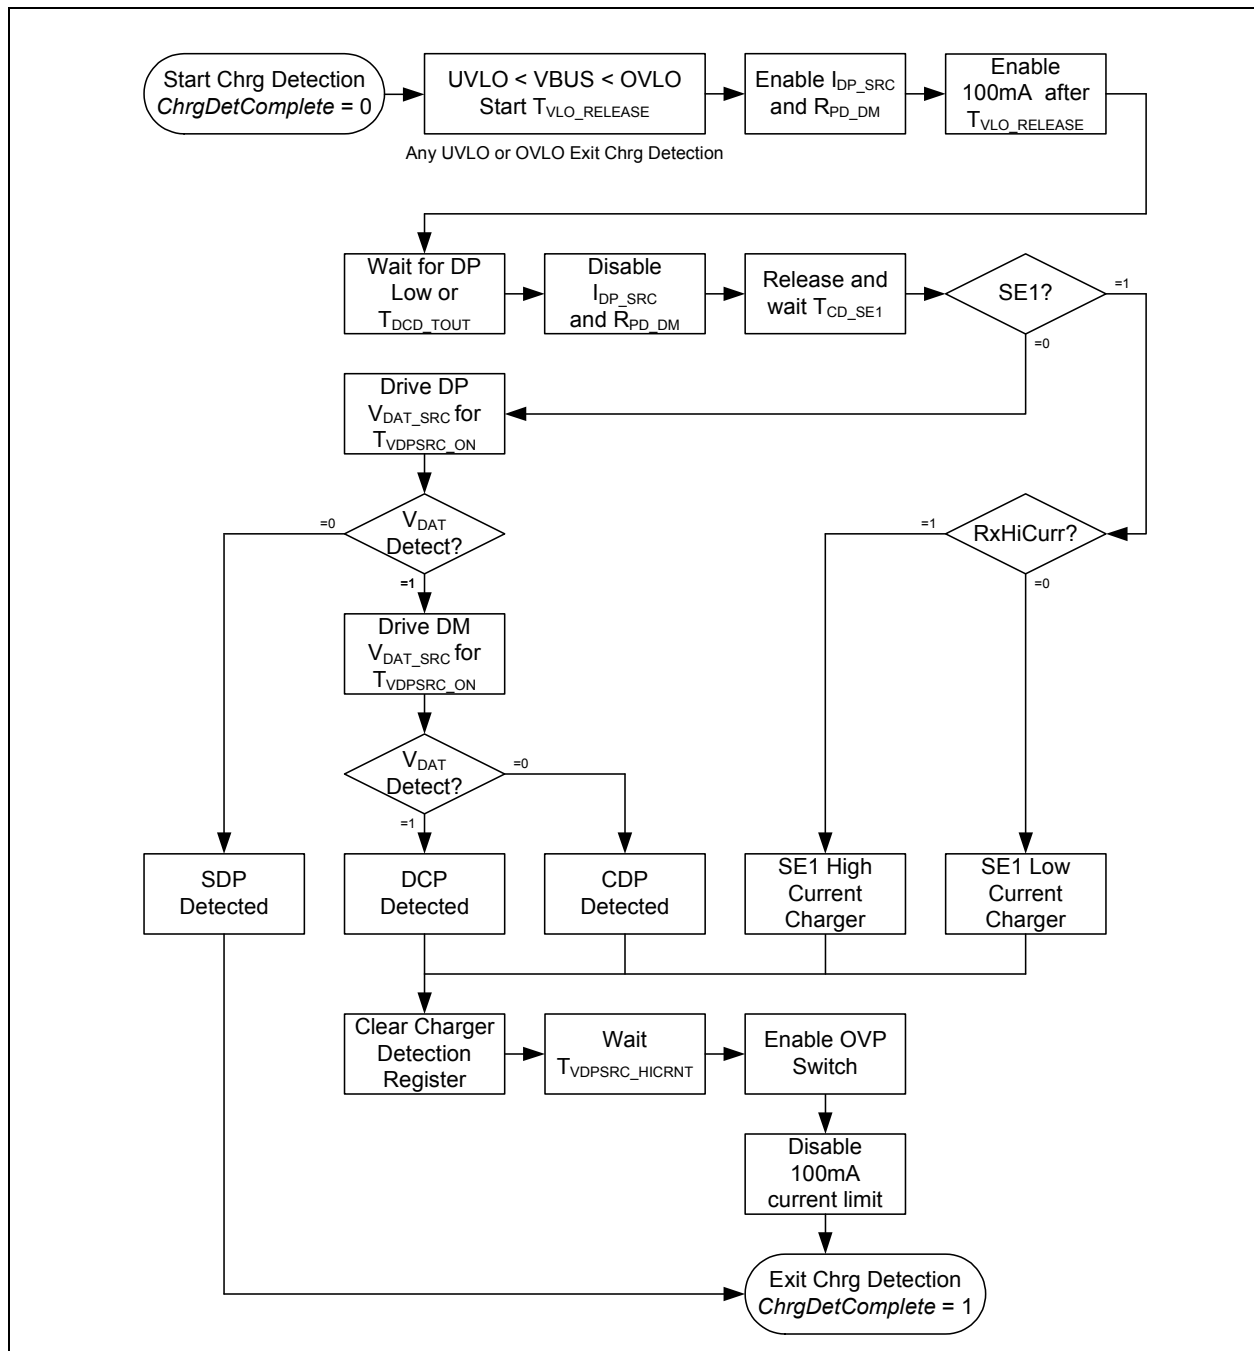 Start Chrg Detection
ChrgDetComplete = 0
UVLO < VBUS < OVLO
Start TVLO_RELEASE
Any UVLO or OVLO Exit Chrg Detection
Enable IDP_SRC
and RPD_DM
Enable
100mA after
TVLO_RELEASE
Wait for DP
Low or
TDCD_TOUT
Disable
IDP_SRC
and RPD_DM
Release and
wait TCD_SE1
SE1?
=1
=0
Drive DP
VDAT_SRC for
TVDPSRC_ON
VDAT
Detect?
=0
=1
RxHiCurr?
=1
=0
Drive DM
VDAT_SRC for
TVDPSRC_ON
VDAT
Detect?
=0
=1
SDP
Detected
DCP
Detected
CDP
Detected
SE1 High
Current
Charger
SE1 Low
Current
Charger
Clear Charger
Detection
Register
Wait
TVDPSRC_HICRNT
Enable OVP
Switch
Disable
100mA
current limit
Exit Chrg Detection
ChrgDetComplete = 1